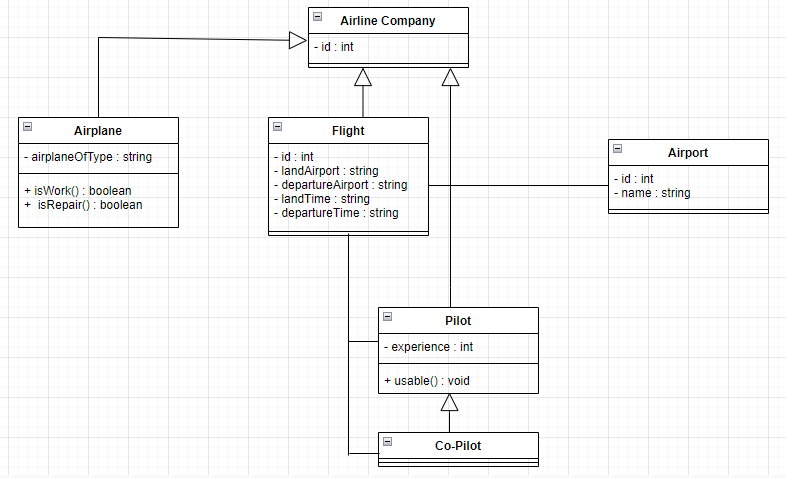 Airline Company
- id : int
Airplane
- airplaneOfType : string
+ isWork() : boolean
+  isRepair() : boolean
Flight
- id : int
- landAirport : string
- departureAirport : string
- landTime : string
- departureTime : string
Airport
- id : int
- name : string
Pilot
- experience : int
+ usable() : void
Co-Pilot